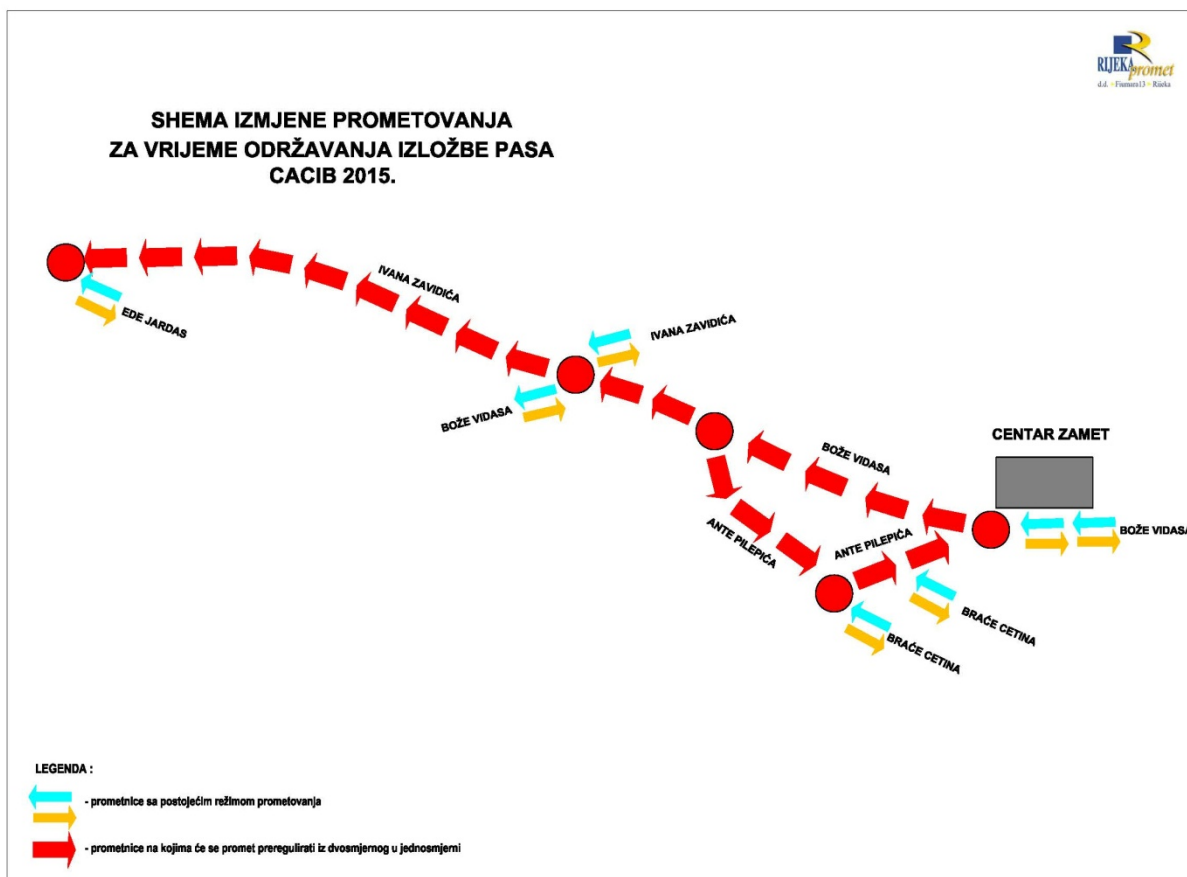 RIJEKA promet
d.d. • Fiumara13 • Rijeka
SHEMA IZMJENE PROMETOVANJA
ZA VRIJEME ODRŽAVANJA IZLOŽBE PASA
CACIB 2015.
IVANA ZAVIDIĆA
EDE JARDAS
IVANA ZAVIDIĆA
BOŽE VIDASA
CENTAR ZAMET
BOŽE VIDASA
BOŽE VIDASA
ANTE PILEPIĆA
ANTE PILEPIĆA
BRAĆE CETINA
BRAĆE CETINA
LEGENDA :
- prometnice sa postojećim režimom prometovanja
- prometnice na kojima će se promet preregulirati iz dvosmjernog u jednosmjerni